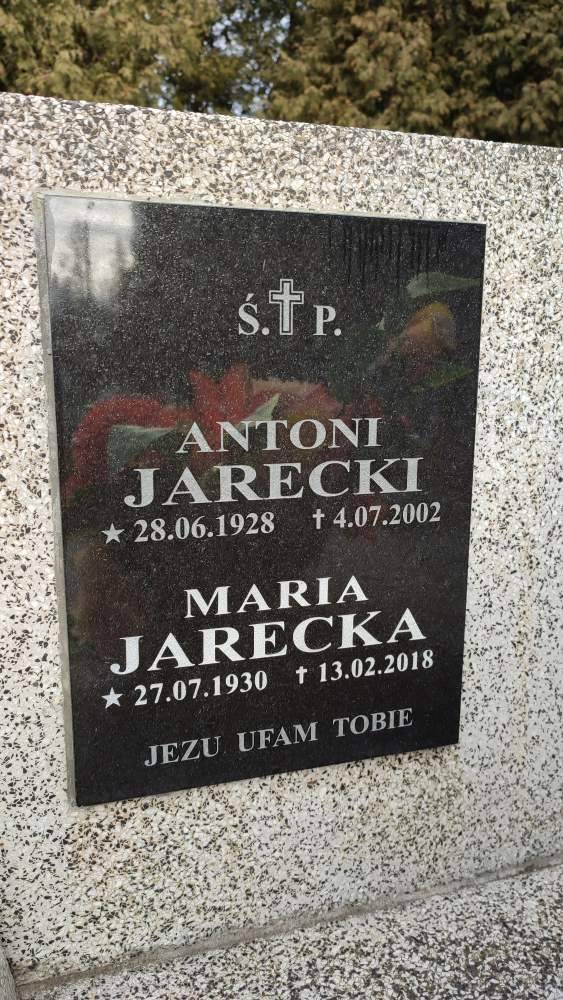 Ś. P.
ANTONI
JARECKI
★ 28.06.1928 ✝ 4.07.2002
MARIA
JARECKA
★ 27.07.1930 ✝ 13.02.2018
JEZU UFAM TOBIE